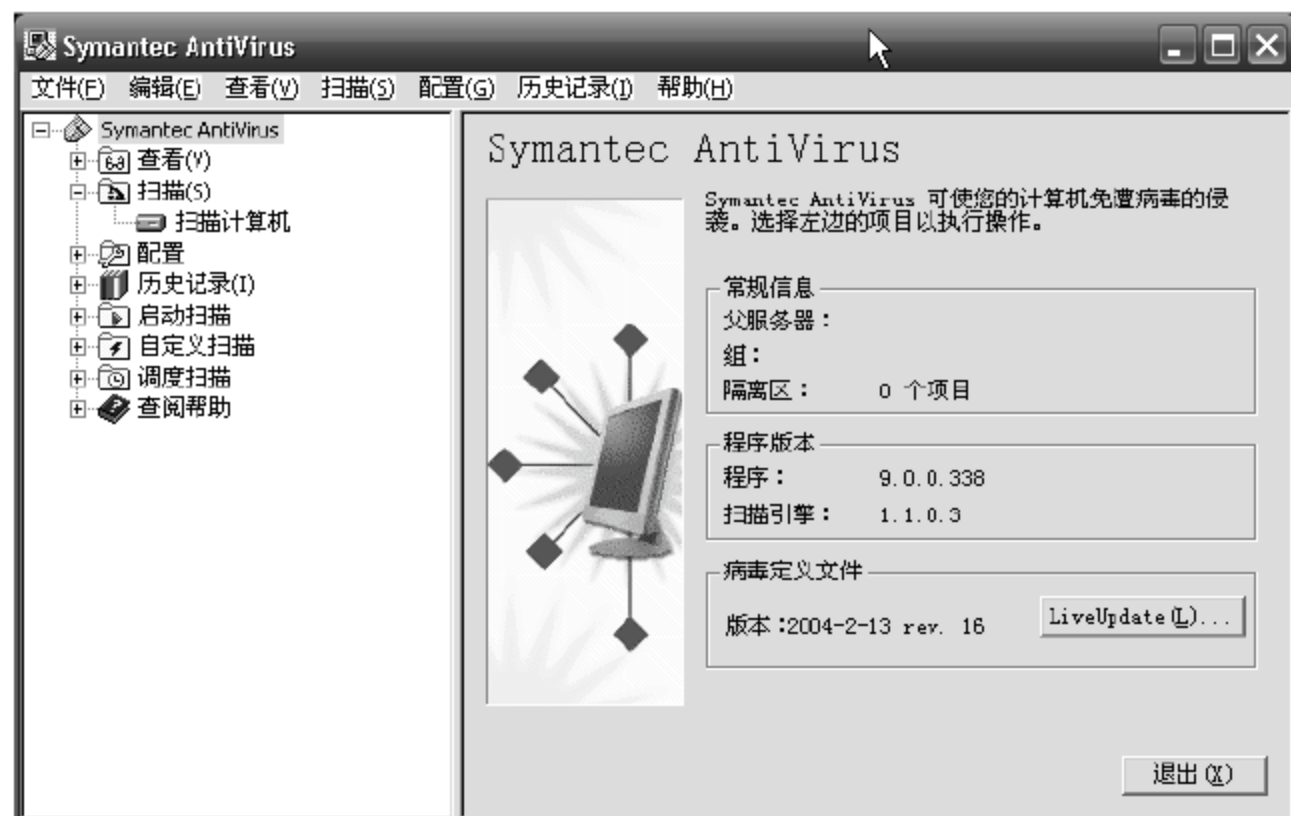 Symantec AntiVirus
文件(F) 编辑(E) 查看(V) 扫描(S) 配置(G) 历史记录(I) 帮助(H)
Symantec AntiVirus
查看(V)
扫描(S)
扫描计算机
配置
历史记录(I)
启动扫描
自定义扫描
调度扫描
查阅帮助
Symantec AntiVirus
Symantec AntiVirus 可使您的计算机免遭病毒的侵
袭。选择左边的项目以执行操作。
常规信息
父服务器：
组：
隔离区： 0 个项目
程序版本
程序： 9.0.0.338
扫描引擎： 1.1.0.3
病毒定义文件
版本：2004-2-13 rev. 16
LiveUpdate(L)...
退出(X)